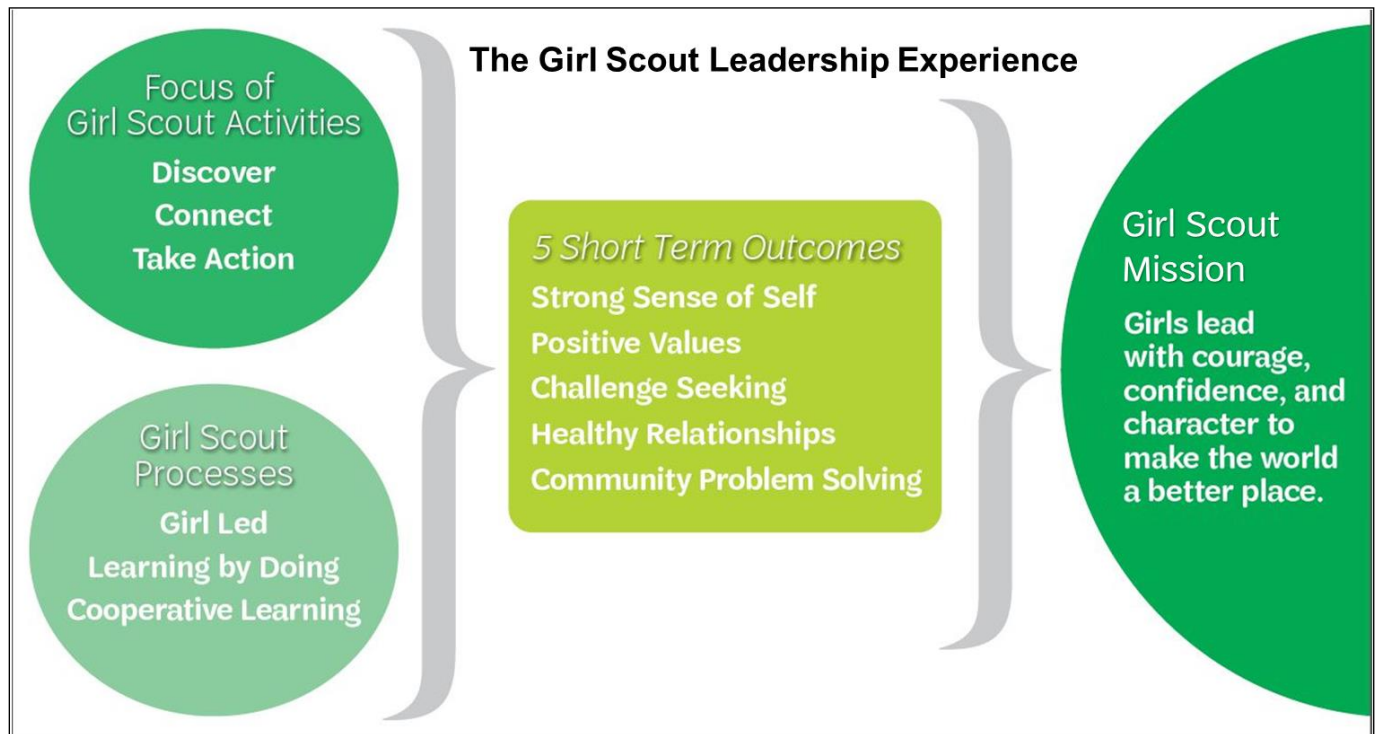 The Girl Scout Leadership Experience
Focus of
Girl Scout Activities
Discover
Connect
Take Action
Girl Scout
Processes
Girl Led
Learning by Doing
Cooperative Learning
5 Short Term Outcomes
Strong Sense of Self
Positive Values
Challenge Seeking
Healthy Relationships
Community Problem Solving
Girl Scout
Mission
Girls lead
with courage,
confidence, and
character to
make the world
a better place.